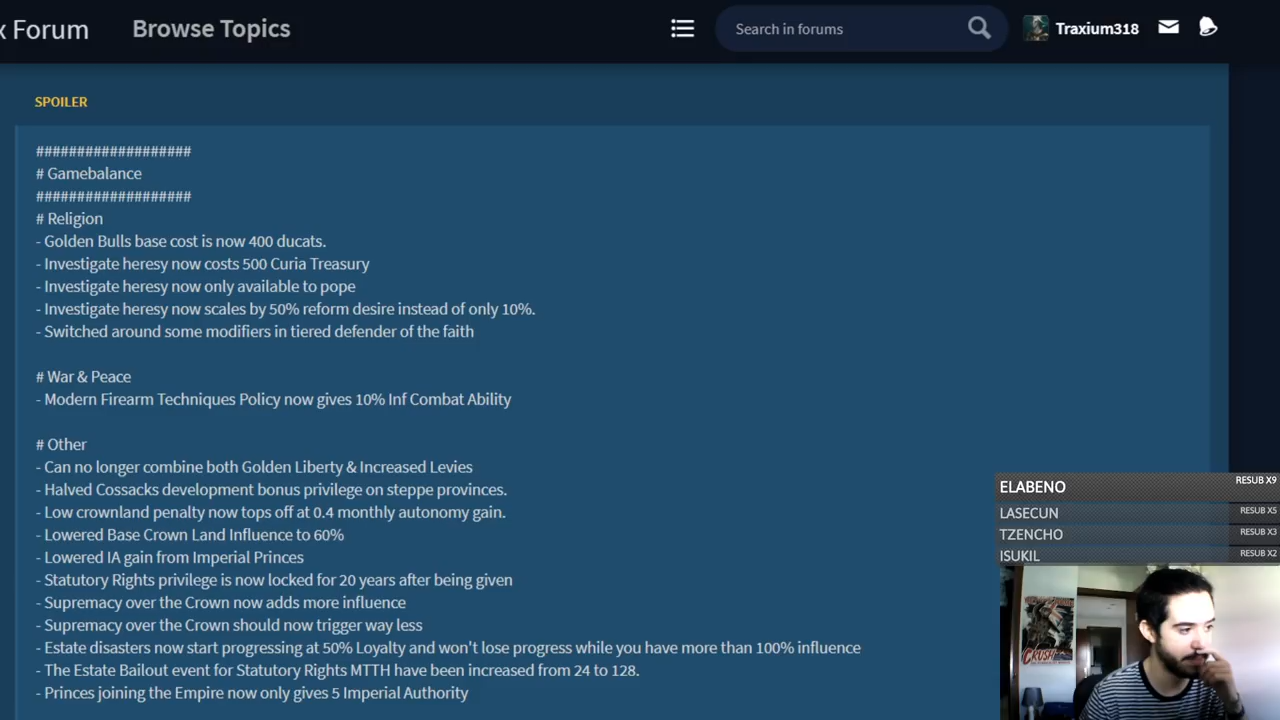 x Forum
Browse Topics
Search in forums
Traxium318
SPOILER
###################
# Gamebalance
###################
# Religion
- Golden Bulls base cost is now 400 ducats.
- Investigate heresy now costs 500 Curia Treasury
- Investigate heresy now only available to pope
- Investigate heresy now scales by 50% reform desire instead of only 10%.
- Switched around some modifiers in tiered defender of the faith
# War & Peace
- Modern Firearm Techniques Policy now gives 10% Inf Combat Ability
# Other
- Can no longer combine both Golden Liberty & Increased Levies
- Halved Cossacks development bonus privilege on steppe provinces.
- Low crownland penalty now tops off at 0.4 monthly autonomy gain.
- Lowered Base Crown Land Influence to 60%
- Lowered IA gain from Imperial Princes
- Statutory Rights privilege is now locked for 20 years after being given
- Supremacy over the Crown now adds more influence
- Supremacy over the Crown should now trigger way less
- Estate disasters now start progressing at 50% Loyalty and won't lose progress while you have more than 100% influence
- The Estate Bailout event for Statutory Rights MTTH have been increased from 24 to 128.
- Princes joining the Empire now only gives 5 Imperial Authority
ELABENO RESUB X9
LASECUN RESUB X5
TZENCHO RESUB X3
ISUKIL RESUB X2
CRUSH